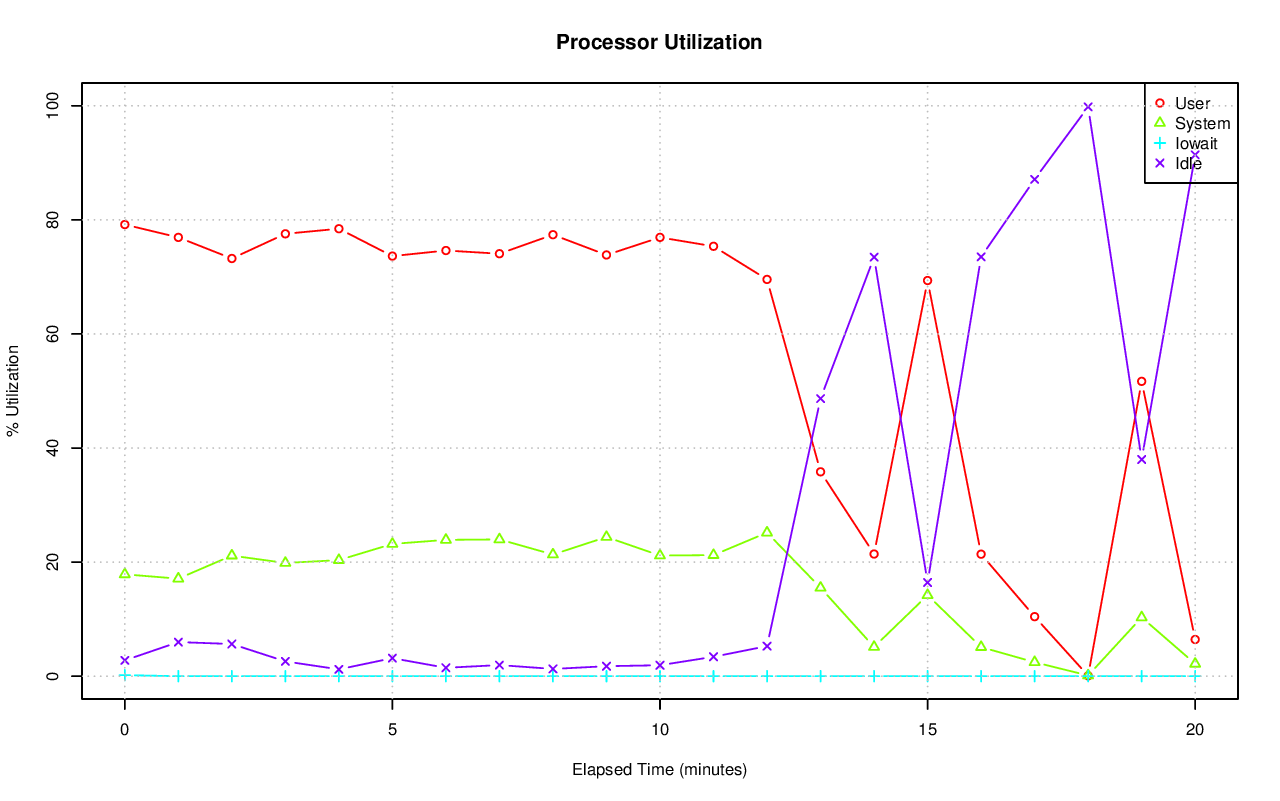 Processor Utilization
% Utilization
100
80
60
40
20
0
User
System
Iowait
Idle
0 5 10 15 20
Elapsed Time (minutes)